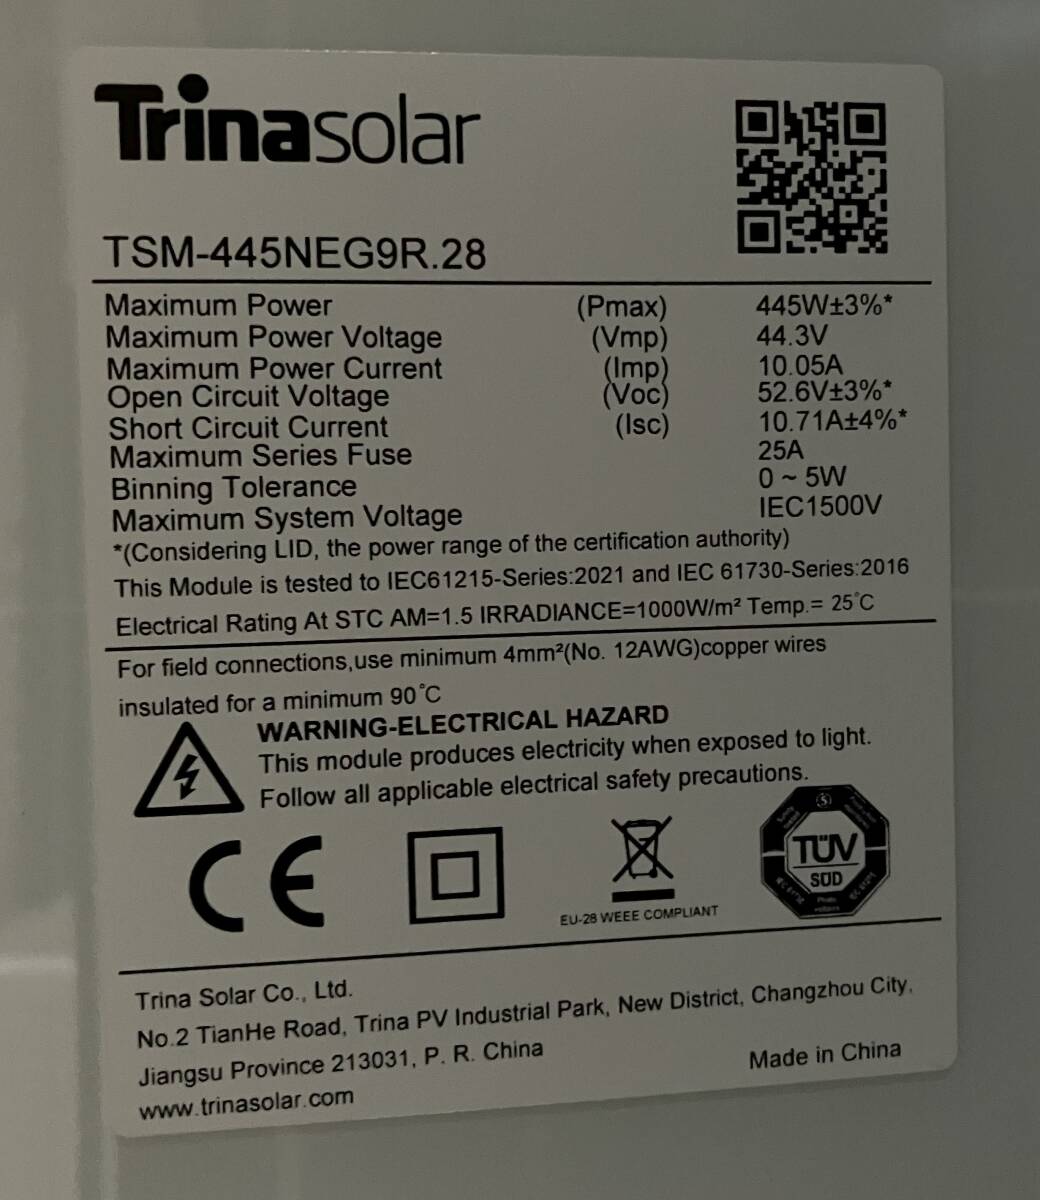 Trinasolar
TSM-445NEG9R.28
Maximum Power (Pmax) 445W±3%*
Maximum Power Voltage (Vmp) 44.3V
Maximum Power Current (Imp) 10.05A
Open Circuit Voltage (Voc) 52.6V±3%*
Short Circuit Current (Isc) 10.71A±4%*
Maximum Series Fuse 25A
Binning Tolerance 0 ~ 5W
Maximum System Voltage IEC1500V
*(Considering LID, the power range of the certification authority)
This Module is tested to IEC61215-Series:2021 and IEC 61730-Series:2016
Electrical Rating At STC AM=1.5 IRRADIANCE=1000W/m² Temp.= 25°C
For field connections,use minimum 4mm²(No. 12AWG)copper wires
insulated for a minimum 90°C
WARNING-ELECTRICAL HAZARD
This module produces electricity when exposed to light.
Follow all applicable electrical safety precautions.
CE
EU-28 WEEE COMPLIANT
TÜV
SÜD
Trina Solar Co., Ltd.
No.2 TianHe Road, Trina PV Industrial Park, New District, Changzhou City,
Jiangsu Province 213031, P. R. China
Made in China
www.trinasolar.com